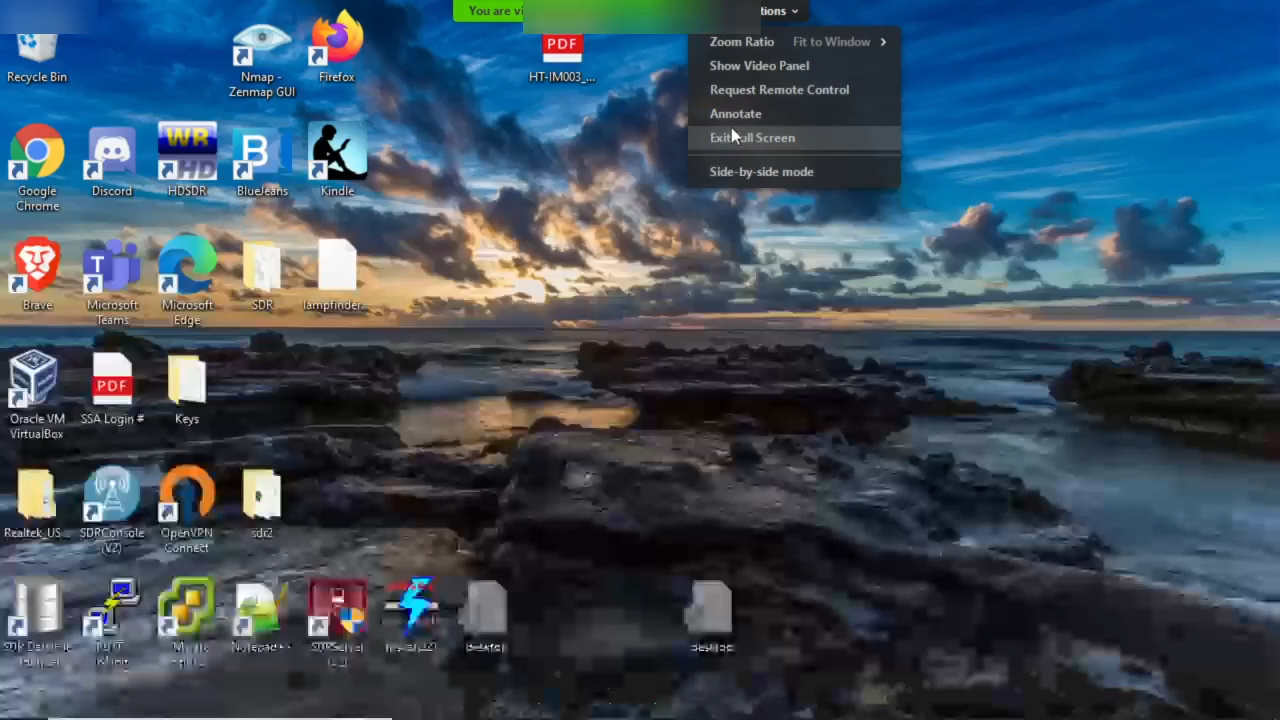 You are vi
tions
Zoom Ratio Fit to Window
Show Video Panel
Request Remote Control
Annotate
Exit Full Screen
Side-by-side mode
Recycle Bin
Nmap -
Zenmap GUI
Firefox
PDF
HT-IM003_...
Google
Chrome
Discord
WR
HD
HDSDR
B
BlueJeans
Kindle
Brave
T
Microsoft
Teams
Microsoft
Edge
SDR
lampfinder...
Oracle VM
VirtualBox
PDF
SSA Login #
Keys
Realtek_US...
SDRConsole
(V2)
OpenVPN
Connect
sdr2
desktop